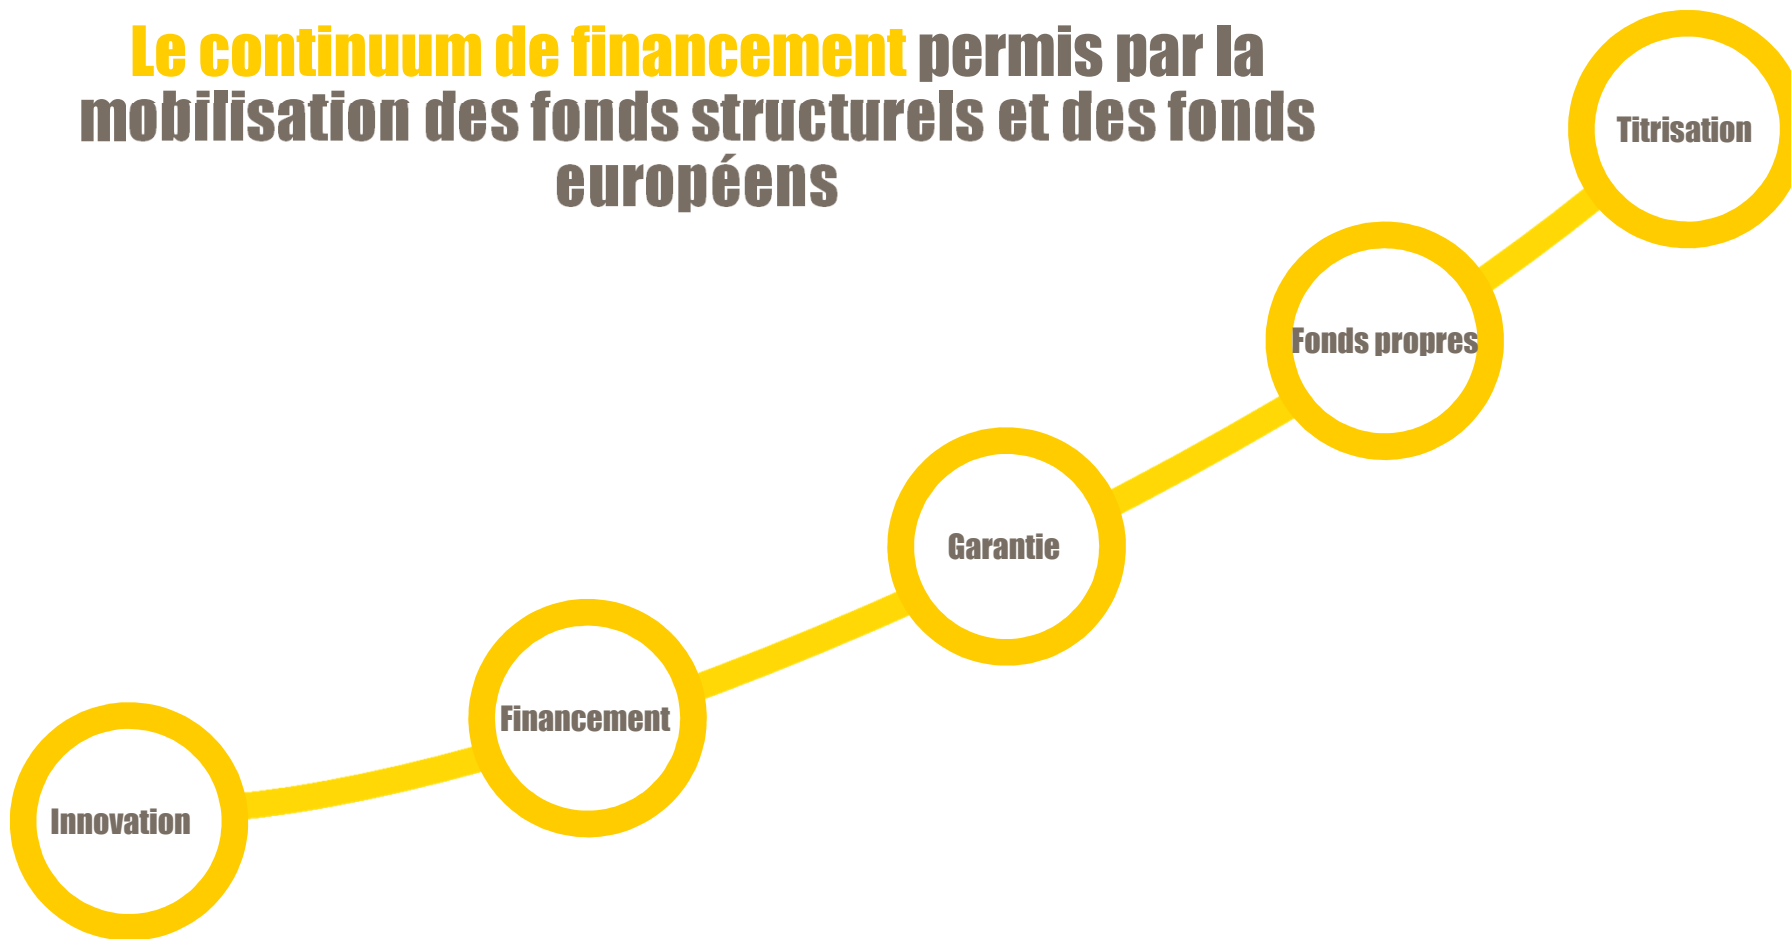 Le continuum de financement permis par la
mobilisation des fonds structurels et des fonds
européens
Titrisation
Fonds propres
Garantie
Financement
Innovation